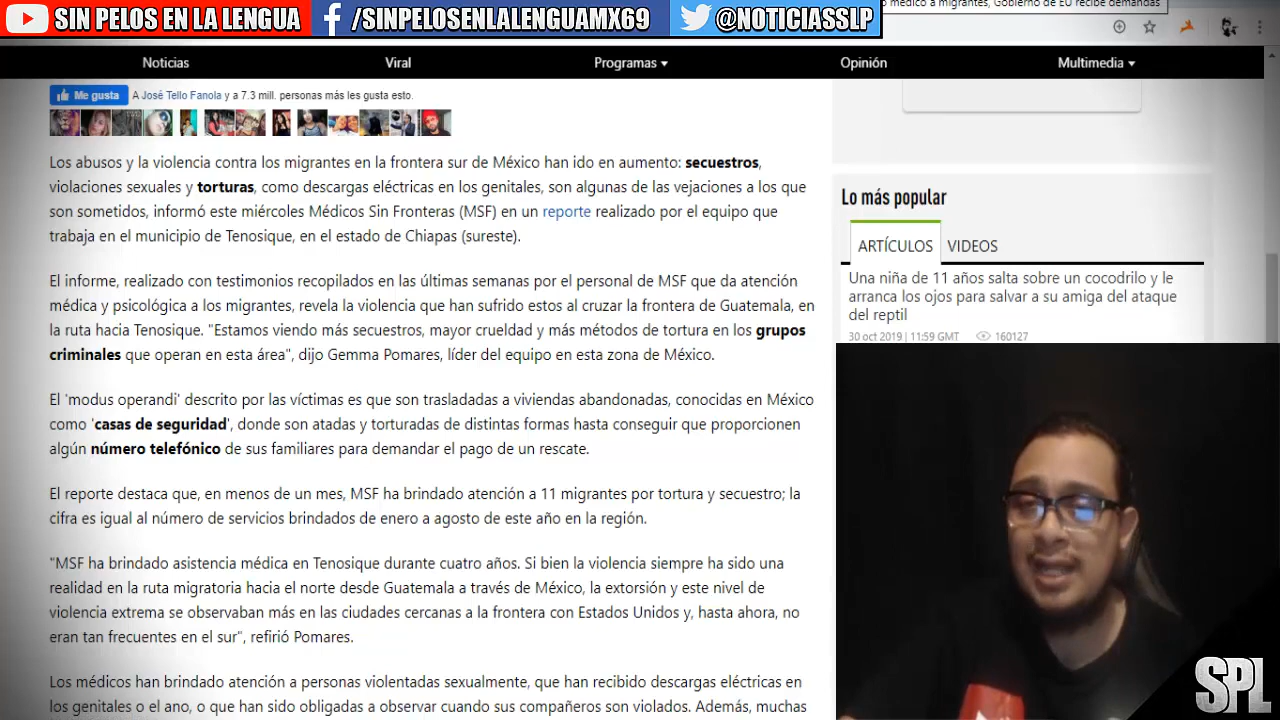 SIN PELOS EN LA LENGUA
/SINPELOSENLALENGUAMX69
@NOTICIASSLP
médico a migrantes, Gobierno de EU recibe demandas
Noticias
Viral
Programas
Opinión
Multimedia
Me gusta
A José Tello Fanola y a 7.3 mill. personas más les gusta esto.
Los abusos y la violencia contra los migrantes en la frontera sur de México han ido en aumento: secuestros,
violaciones sexuales y torturas, como descargas eléctricas en los genitales, son algunas de las vejaciones a los que
son sometidos, informó este miércoles Médicos Sin Fronteras (MSF) en un reporte realizado por el equipo que
trabaja en el municipio de Tenosique, en el estado de Chiapas (sureste).
El informe, realizado con testimonios recopilados en las últimas semanas por el personal de MSF que da atención
médica y psicológica a los migrantes, revela la violencia que han sufrido estos al cruzar la frontera de Guatemala, en
la ruta hacia Tenosique. "Estamos viendo más secuestros, mayor crueldad y más métodos de tortura en los grupos
criminales que operan en esta área", dijo Gemma Pomares, líder del equipo en esta zona de México.
El 'modus operandi' descrito por las víctimas es que son trasladadas a viviendas abandonadas, conocidas en México
como 'casas de seguridad', donde son atadas y torturadas de distintas formas hasta conseguir que proporcionen
algún número telefónico de sus familiares para demandar el pago de un rescate.
El reporte destaca que, en menos de un mes, MSF ha brindado atención a 11 migrantes por tortura y secuestro; la
cifra es igual al número de servicios brindados de enero a agosto de este año en la región.
"MSF ha brindado asistencia médica en Tenosique durante cuatro años. Si bien la violencia siempre ha sido una
realidad en la ruta migratoria hacia el norte desde Guatemala a través de México, la extorsión y este nivel de
violencia extrema se observaban más en las ciudades cercanas a la frontera con Estados Unidos y, hasta ahora, no
eran tan frecuentes en el sur", refirió Pomares.
Los médicos han brindado atención a personas violentadas sexualmente, que han recibido descargas eléctricas en
los genitales o el ano, o que han sido obligadas a observar cuando sus compañeros son violados. Además, muchas
Lo más popular
ARTÍCULOS
VIDEOS
Una niña de 11 años salta sobre un cocodrilo y le
arranca los ojos para salvar a su amiga del ataque
del reptil
30 oct 2019 | 11:59 GMT
160127
SPL